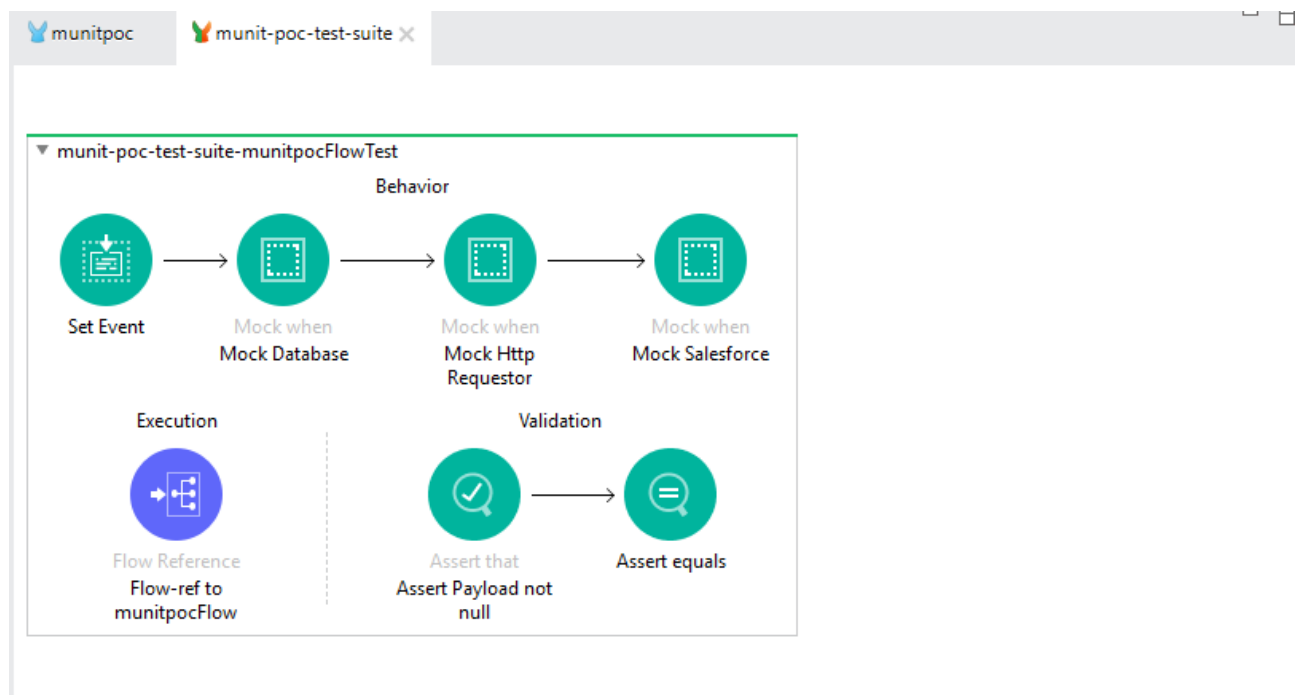 munitpoc
munit-poc-test-suite
munit-poc-test-suite-munitpocFlowTest
Behavior
Set Event
Mock when
Mock Database
Mock when
Mock Http
Requestor
Mock when
Mock Salesforce
Execution
Flow Reference
Flow-ref to
munitpocFlow
Validation
Assert that
Assert Payload not
null
Assert equals